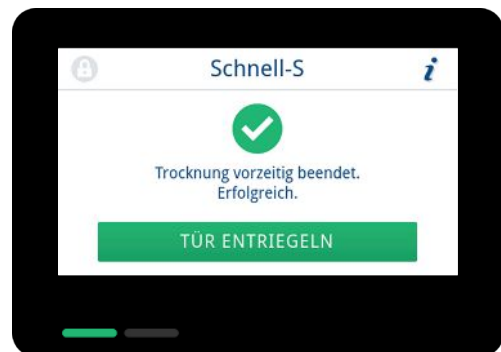 Schnell-S
i
Trocknung vorzeitig beendet.
Erfolgreich.
TÜR ENTRIEGELN